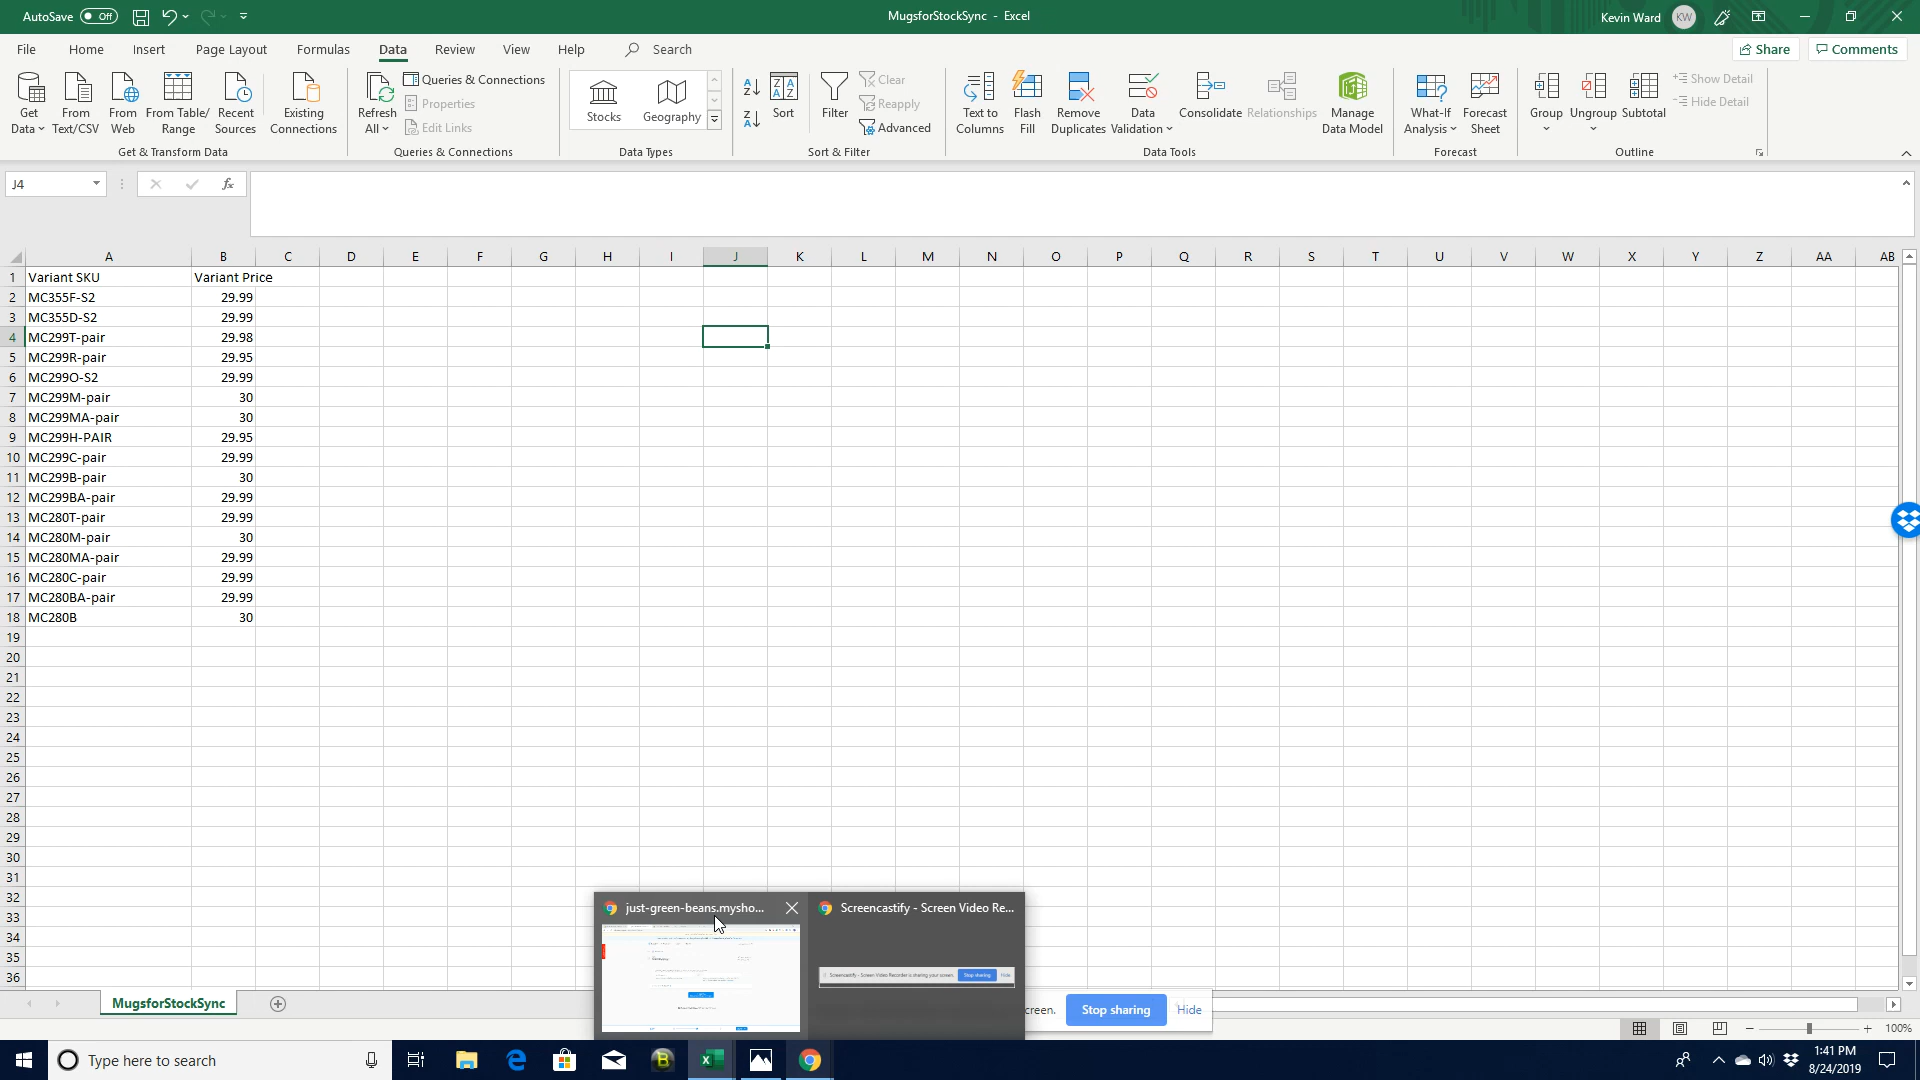 AutoSave Off MugsforStockSync - Excel Kevin Ward KW
File Home Insert Page Layout Formulas Data Review View Help Search Share Comments
Get Data From Text/CSV From Web From Table/ Range Recent Sources Existing Connections
Get & Transform Data
Refresh All Queries & Connections
Properties
Edit Links
Queries & Connections
Stocks Geography
Data Types
Sort Filter Clear
Reapply
Advanced
Sort & Filter
Text to Columns Flash Fill Remove Duplicates Data Validation Consolidate Relationships Manage Data Model
Data Tools
What-If Analysis Forecast Sheet
Forecast
Group Ungroup Subtotal Show Detail
Hide Detail
Outline
J4 fx
A B C D E F G H I J K L M N O P Q R S T U V W X Y Z AA AB
1 Variant SKU Variant Price
2 MC355F-S2 29.99
3 MC355D-S2 29.99
4 MC299T-pair 29.98
5 MC299R-pair 29.95
6 MC299O-S2 29.99
7 MC299M-pair 30
8 MC299MA-pair 30
9 MC299H-PAIR 29.95
10 MC299C-pair 29.99
11 MC299B-pair 30
12 MC299BA-pair 29.99
13 MC280T-pair 29.99
14 MC280M-pair 30
15 MC280MA-pair 29.99
16 MC280C-pair 29.99
17 MC280BA-pair 29.99
18 MC280B 30
19
20
21
22
23
24
25
26
27
28
29
30
31
32
33
34
35
36
just-green-beans.mysho... Screencastify - Screen Video Re...
Screencastify - Screen Video Recorder is sharing your screen. Stop sharing Hide
MugsforStockSync creen. Stop sharing Hide
100%
Type here to search
1:41 PM
8/24/2019